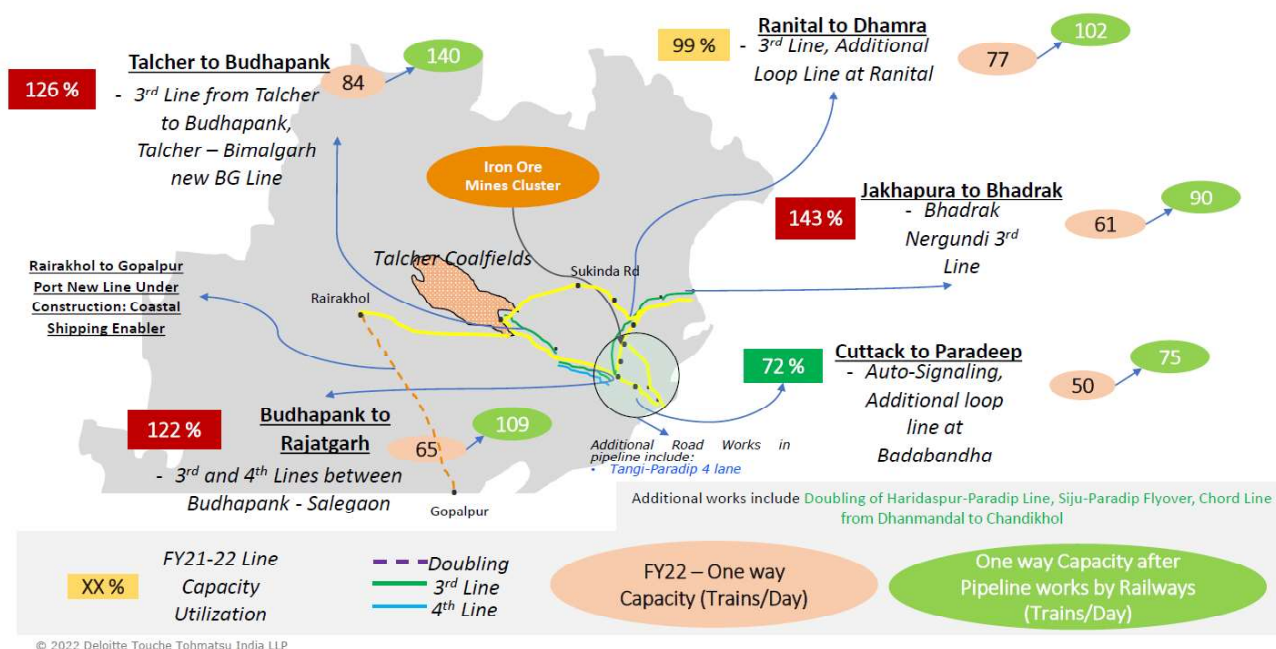 Talcher to Budhapank
126 %
84
140
- 3rd Line from Talcher
to Budhapank,
Talcher – Bimalgarh
new BG Line
Ranital to Dhamra
99 %
- 3rd Line, Additional
Loop Line at Ranital
77
102
Iron Ore
Mines Cluster
Jakhapura to Bhadrak
143 %
- Bhadrak
Nergundi 3rd
Line
61
90
Talcher Coalfields
Sukinda Rd
Rairakhol
Rairakhol to Gopalpur
Port New Line Under
Construction: Coastal
Shipping Enabler
Cuttack to Paradeep
72 %
- Auto-Signaling,
Additional loop
line at
Badabandha
50
75
Budhapank to
Rajatgarh
122 %
65
109
- 3rd and 4th Lines between
Budhapank - Salegaon
Gopalpur
Additional Road Works in
pipeline include:
• Tangi-Paradip 4 lane
Additional works include Doubling of Haridaspur-Paradip Line, Siju-Paradip Flyover, Chord Line
from Dhanmandal to Chandikhol
XX %
FY21-22 Line
Capacity
Utilization
Doubling
3rd Line
4th Line
FY22 – One way
Capacity (Trains/Day)
One way Capacity after
Pipeline works by Railways
(Trains/Day)
© 2022 Deloitte Touche Tohmatsu India LLP